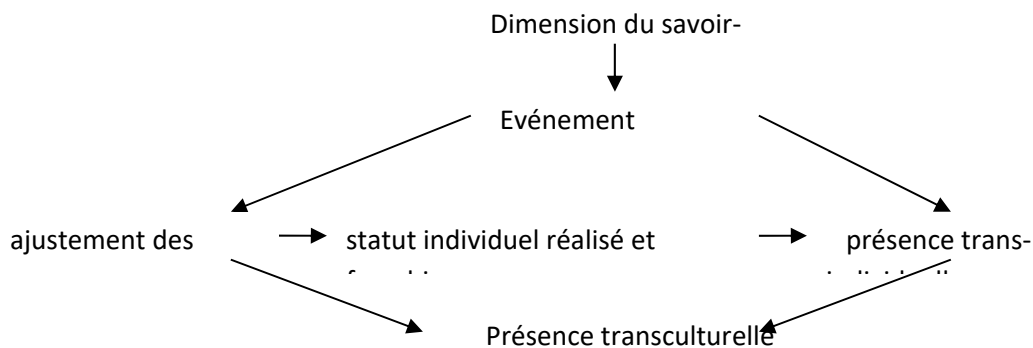 Dimension du savoir-
Evénement
ajustement des
statut individuel réalisé et
présence trans-
Présence transculturelle